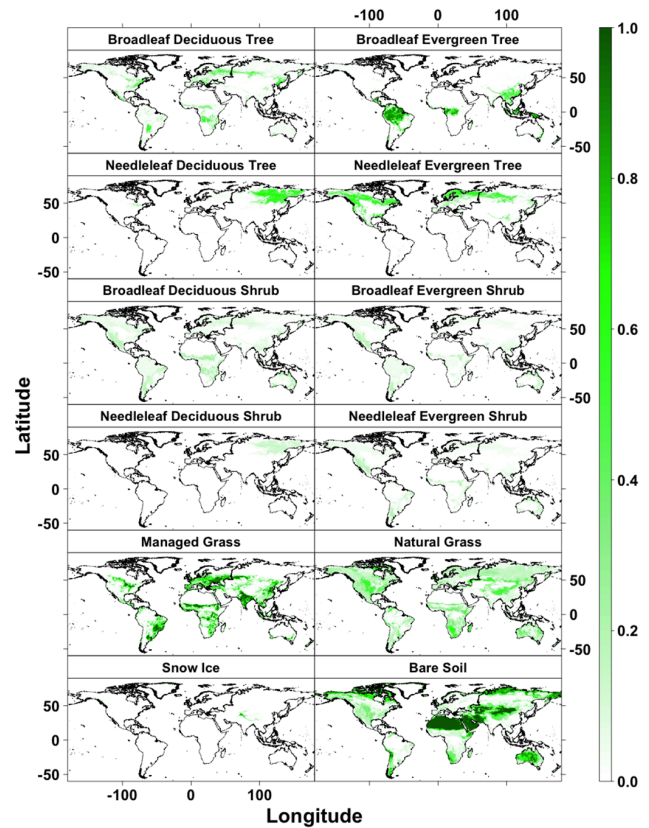 -100 0 100
1.0
Broadleaf Deciduous Tree Broadleaf Evergreen Tree
50
0
-50
0.8
Needleleaf Deciduous Tree Needleleaf Evergreen Tree
50
0
-50
0.6
Broadleaf Deciduous Shrub Broadleaf Evergreen Shrub
50
0
-50
Latitude
0.4
Needleleaf Deciduous Shrub Needleleaf Evergreen Shrub
50
0
-50
Managed Grass Natural Grass
50
0
-50
0.2
Snow Ice Bare Soil
50
0
-50
0.0
-100 0 100
Longitude